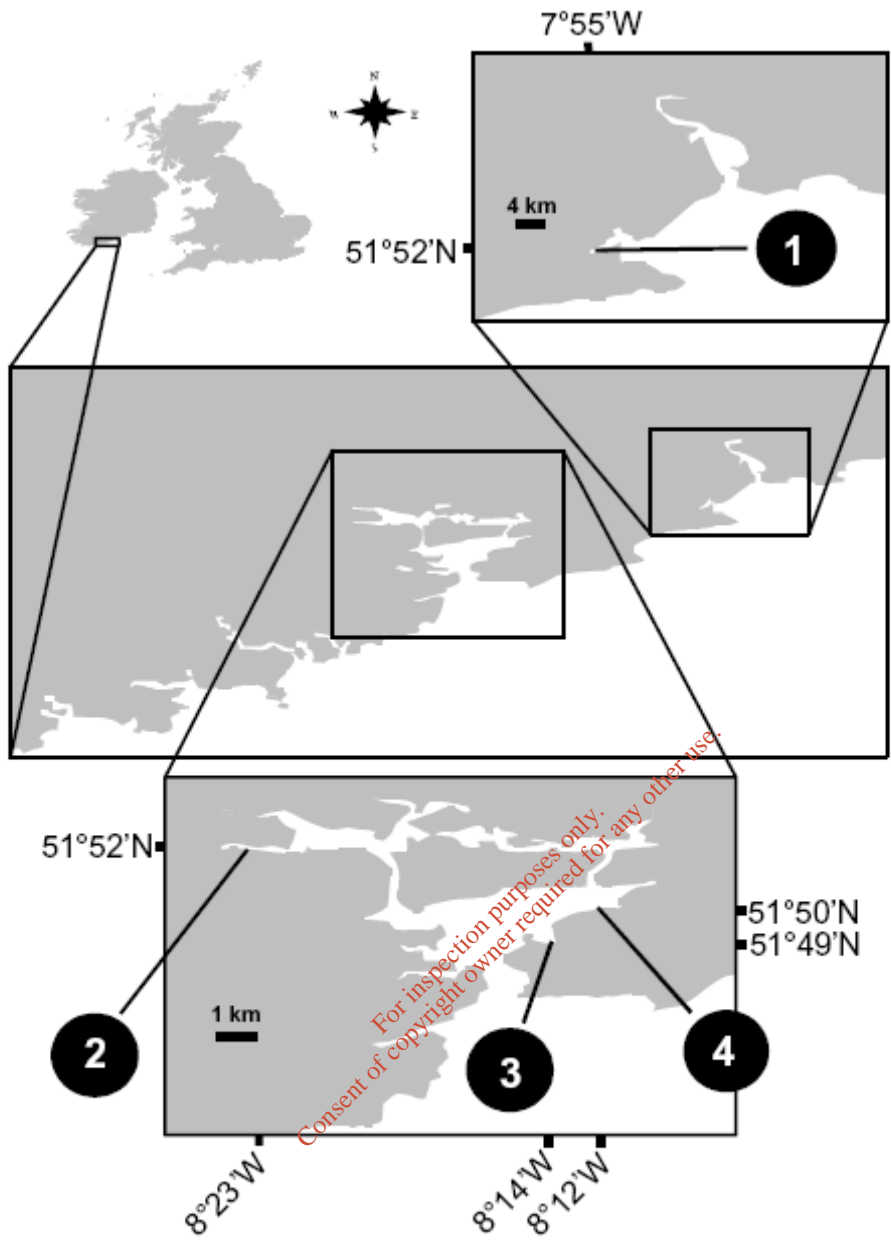 7°55'W
N
W
E
S
4 km
51°52'N
1
51°52'N
51°50'N
51°49'N
1 km
2
3
4
For inspection purposes only.
Consent of copyright owner required for any other use.
8°23'W
8°14'W
8°12'W